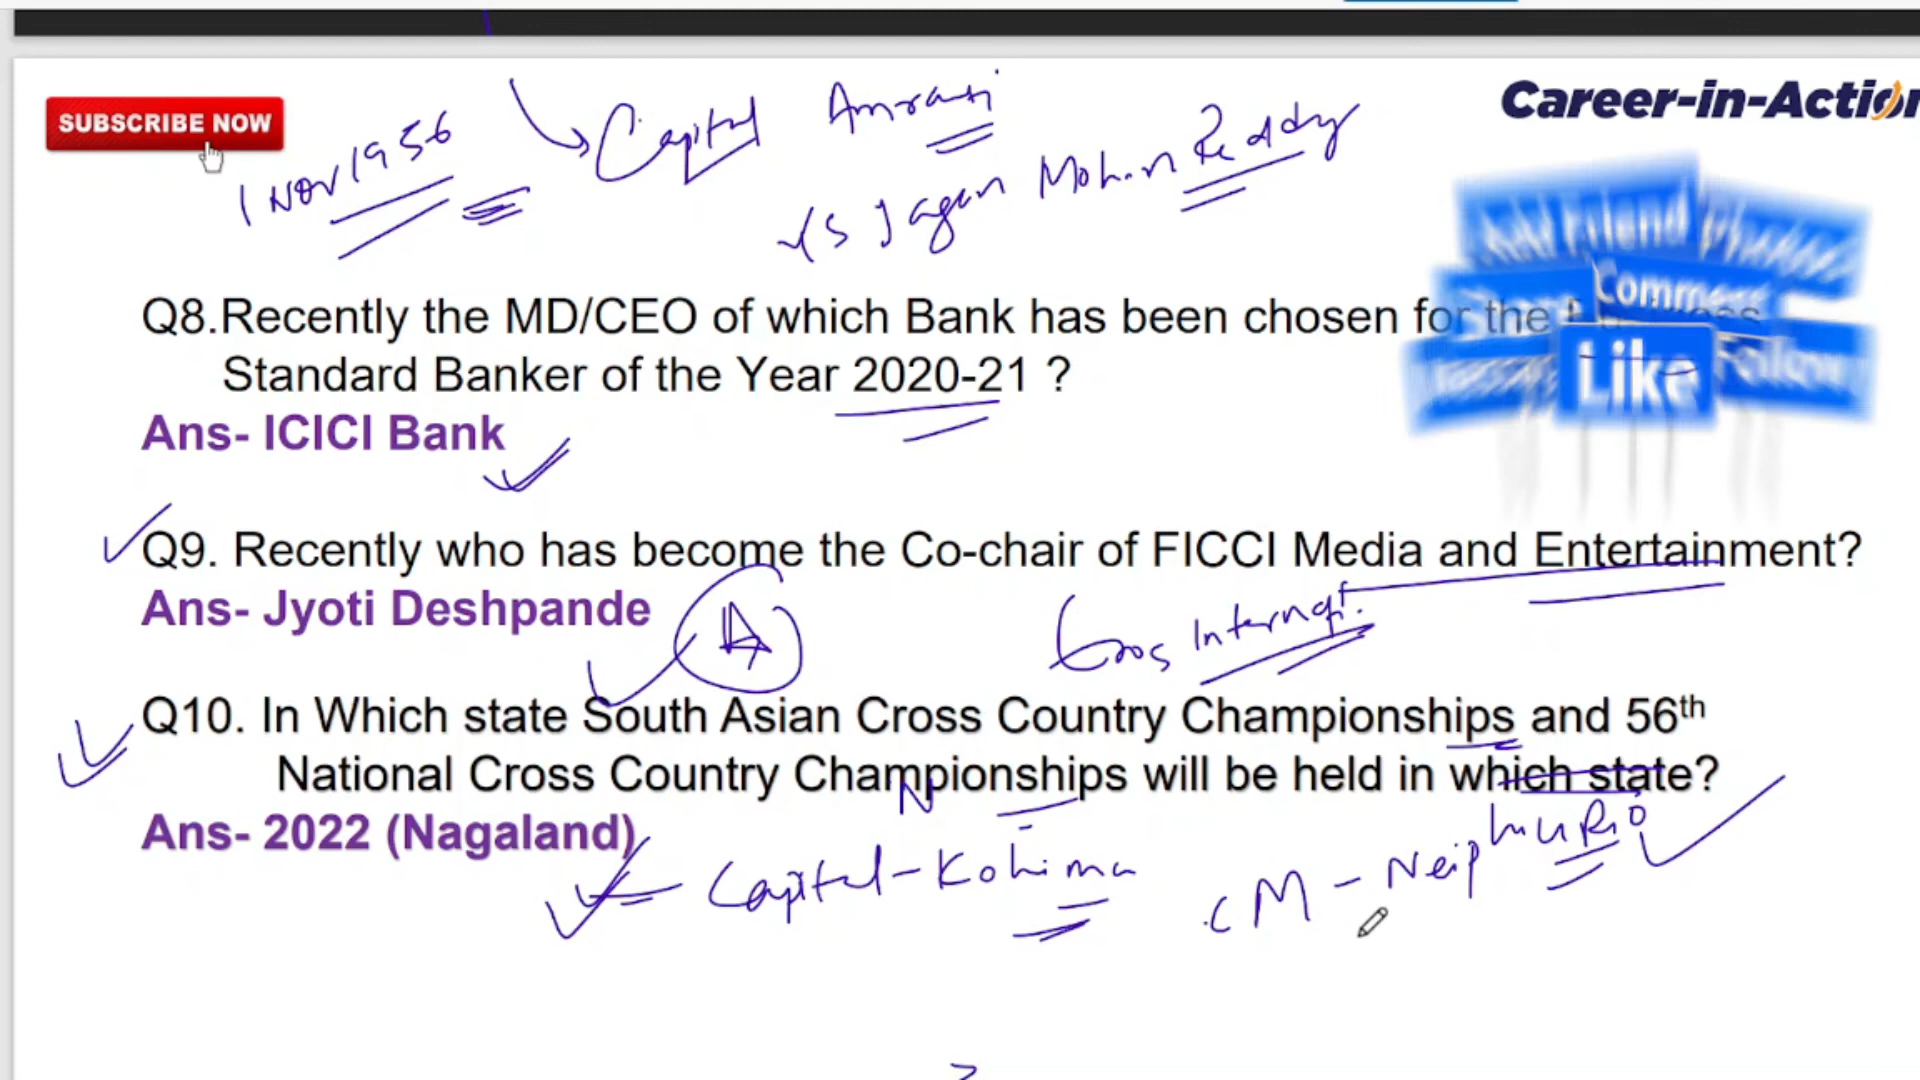 SUBSCRIBE NOW
Career-in-Action
1 Nov 1956
Capital
YS Jagan Mohan Reddy
Comment
Like
Follow
Q8.Recently the MD/CEO of which Bank has been chosen for the
Standard Banker of the Year 2020-21 ?
Ans- ICICI Bank
Q9. Recently who has become the Co-chair of FICCI Media and Entertainment?
Ans- Jyoti Deshpande
Eros Internat.
Q10. In Which state South Asian Cross Country Championships and 56th
National Cross Country Championships will be held in which state?
Ans- 2022 (Nagaland)
N
Capital - Kohima
CM - Neiphiu Rio